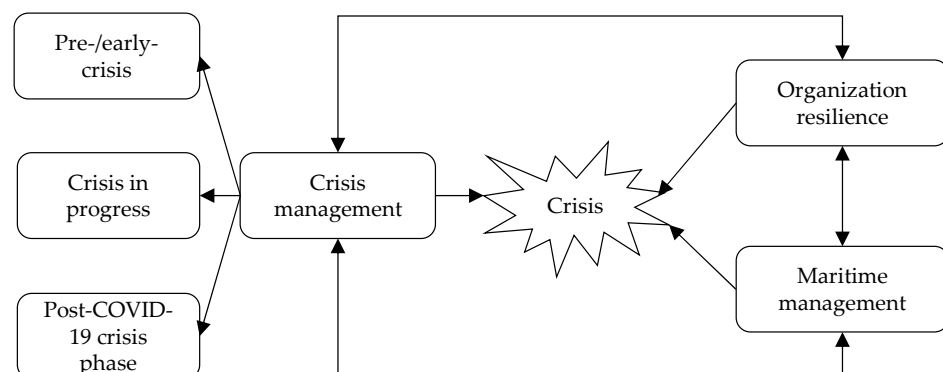 Pre-/early-
crisis
Crisis in
progress
Post-COVID-
19 crisis
phase
Crisis
management
Crisis
Organization
resilience
Maritime
management